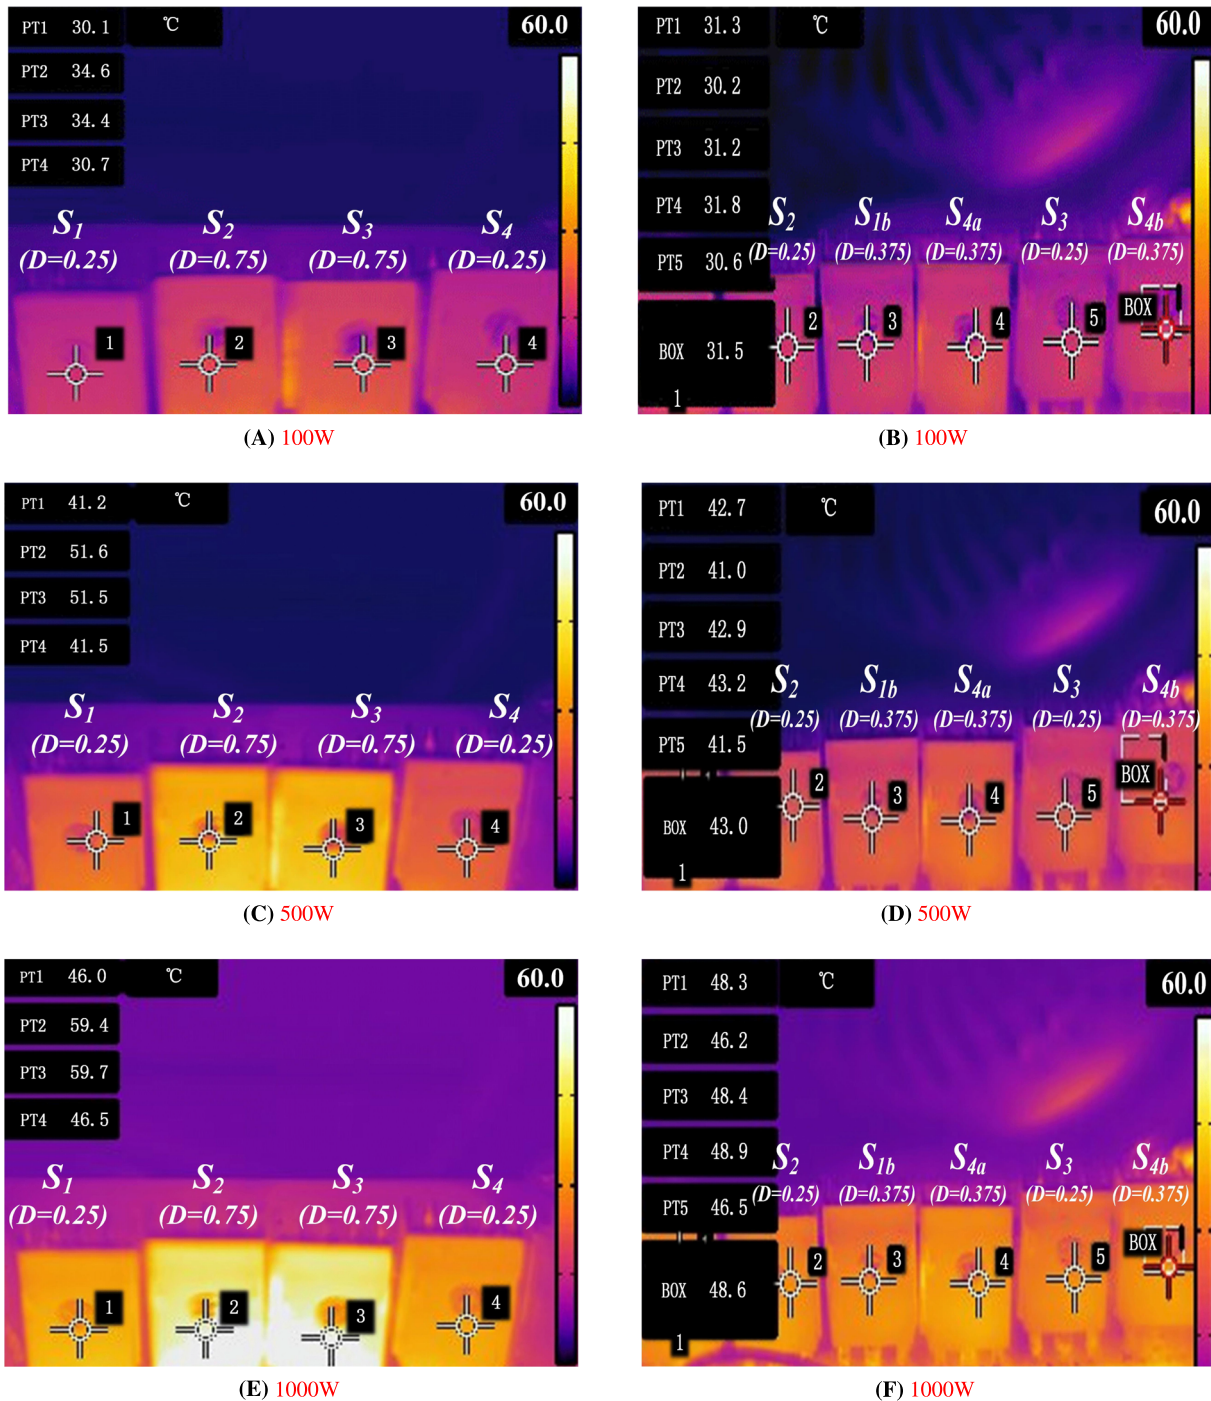 PT1 30.1 ℃ 60.0
PT2 34.6
PT3 34.4
PT4 30.7
S1 S2 S3 S4
(D=0.25) (D=0.75) (D=0.75) (D=0.25)
1 2 3 4
(A) 100W
PT1 31.3 ℃ 60.0
PT2 30.2
PT3 31.2
PT4 31.8
PT5 30.6
S2 S1b S4a S3 S4b
(D=0.25) (D=0.375) (D=0.375) (D=0.25) (D=0.375)
BOX 31.5
1
2 3 4 5 BOX
(B) 100W
PT1 41.2 ℃ 60.0
PT2 51.6
PT3 51.5
PT4 41.5
S1 S2 S3 S4
(D=0.25) (D=0.75) (D=0.75) (D=0.25)
1 2 3 4
(C) 500W
PT1 42.7 ℃ 60.0
PT2 41.0
PT3 42.9
PT4 43.2
PT5 41.5
S2 S1b S4a S3 S4b
(D=0.25) (D=0.375) (D=0.375) (D=0.25) (D=0.375)
BOX 43.0
1
2 3 4 5 BOX
(D) 500W
PT1 46.0 ℃ 60.0
PT2 59.4
PT3 59.7
PT4 46.5
S1 S2 S3 S4
(D=0.25) (D=0.75) (D=0.75) (D=0.25)
1 2 3 4
(E) 1000W
PT1 48.3 ℃ 60.0
PT2 46.2
PT3 48.4
PT4 48.9
PT5 46.5
S2 S1b S4a S3 S4b
(D=0.25) (D=0.375) (D=0.375) (D=0.25) (D=0.375)
BOX 48.6
1
2 3 4 5 BOX
(F) 1000W